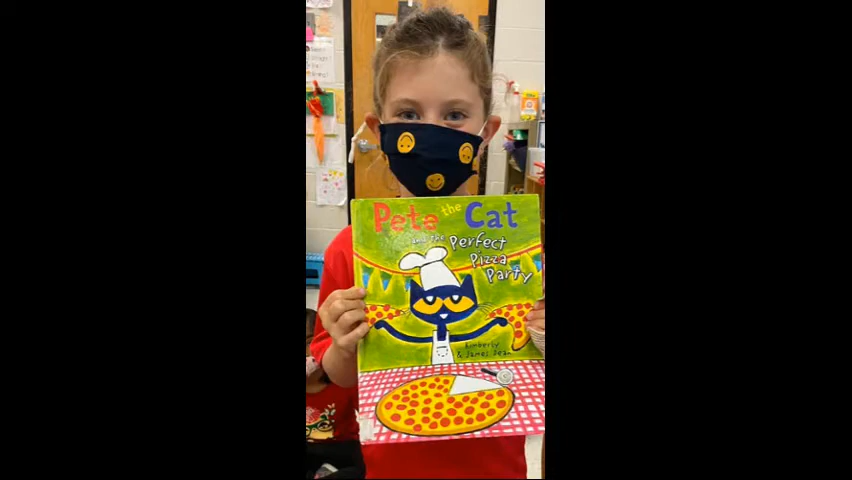 Pete the Cat
and the Perfect
Pizza
Party
Kimberly
& James Dean